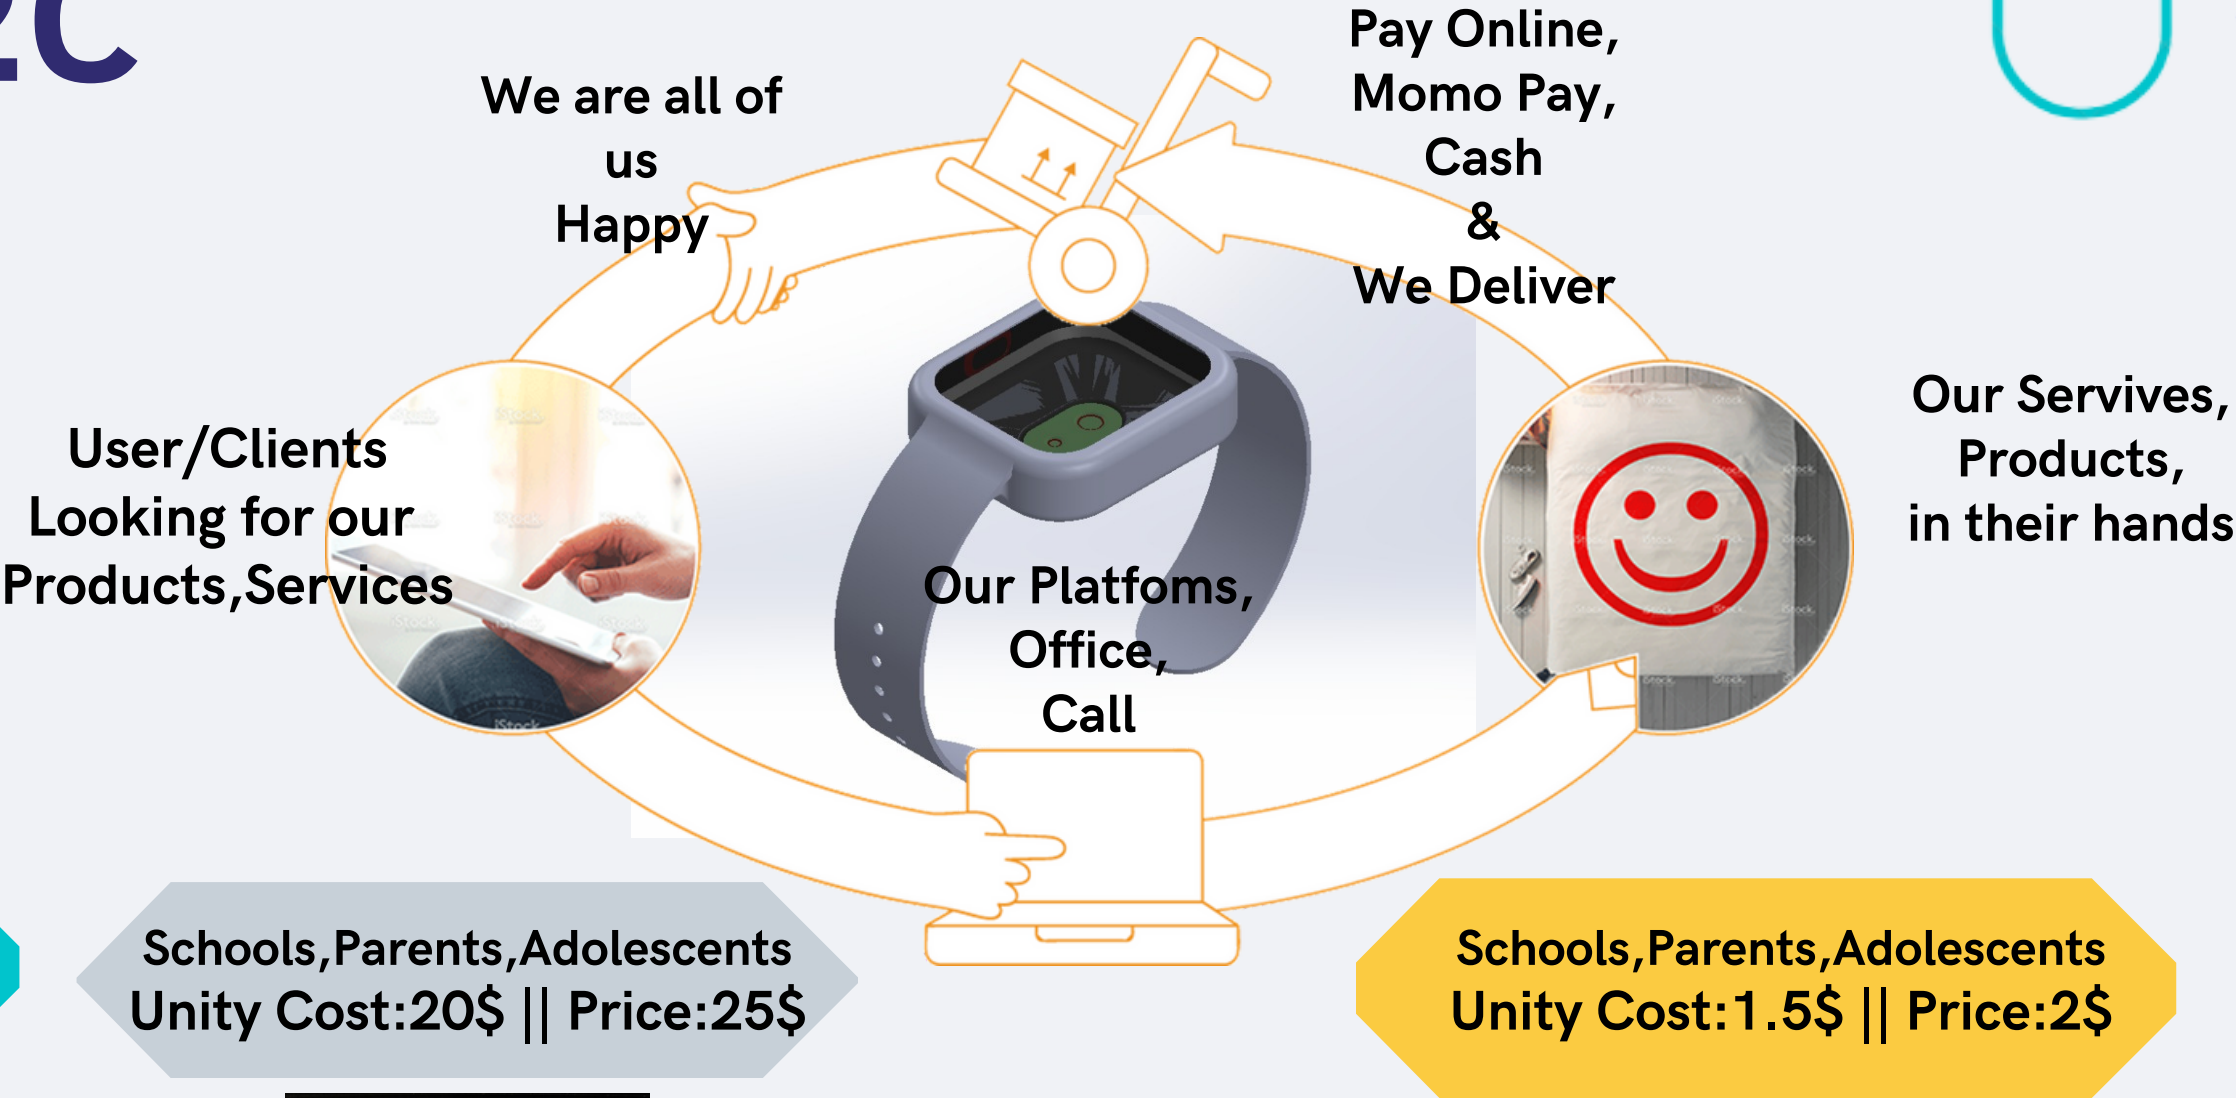 2C
We are all of
us
Happy
Pay Online,
Momo Pay,
Cash
&
We Deliver
User/Clients
Looking for our
Products,Services
Our Servives,
Products,
in their hands
Our Platfoms,
Office,
Call
iStock
Schools,Parents,Adolescents
Unity Cost:20$ || Price:25$
Schools,Parents,Adolescents
Unity Cost:1.5$ || Price:2$